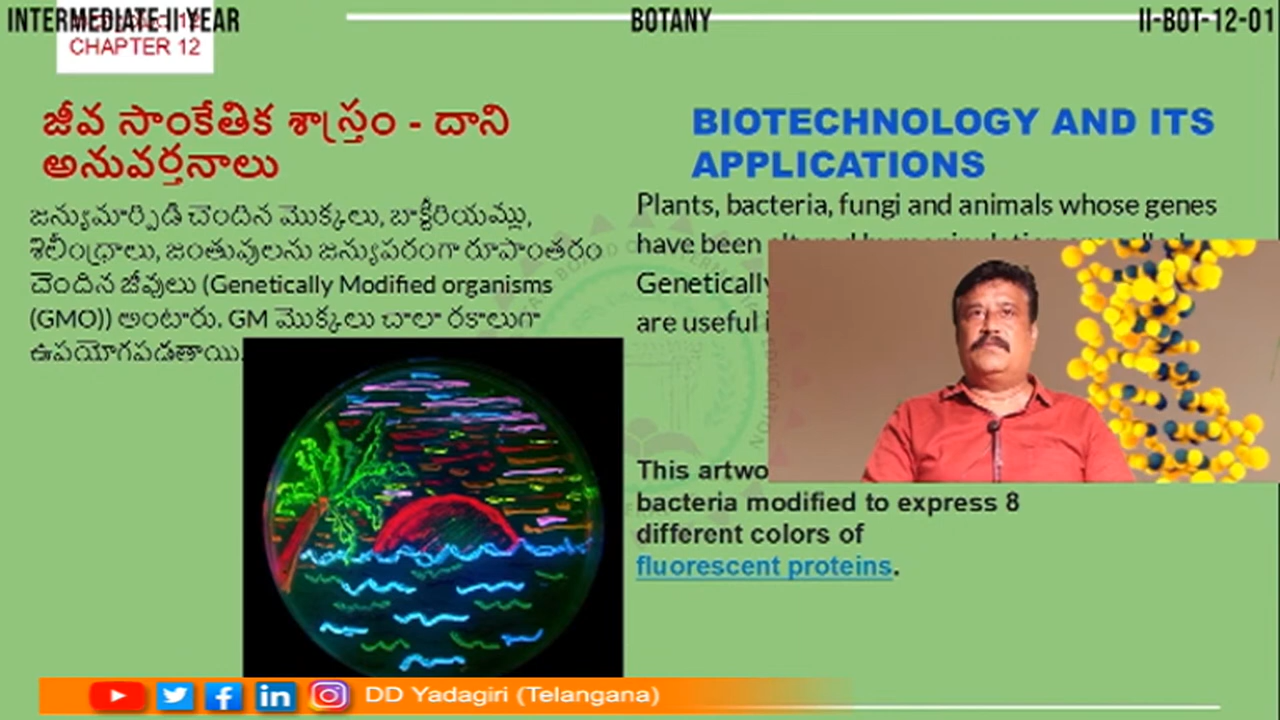 INTERMEDIATE II YEAR
BOTANY
II-BOT-12-01
CHAPTER 12
జీవ సాంకేతిక శాస్త్రం - దాని
అనువర్తనాలు
జన్యుమార్పిడి చెందిన మొక్కలు, బాక్టీరియమ్లు,
శిలీంధ్రాలు, జంతువులను జన్యుపరంగా రూపాంతరం
చెందిన జీవులు (Genetically Modified organisms
(GMO)) అంటారు. GM మొక్కలు చాలా రకాలుగా
ఉపయోగపడతాయి.
BIOTECHNOLOGY AND ITS
APPLICATIONS
Plants, bacteria, fungi and animals whose genes
have been
Genetically
are useful
This
bacteria modified to express 8
different colors of
fluorescent proteins.
DD Yadagiri (Telangana)